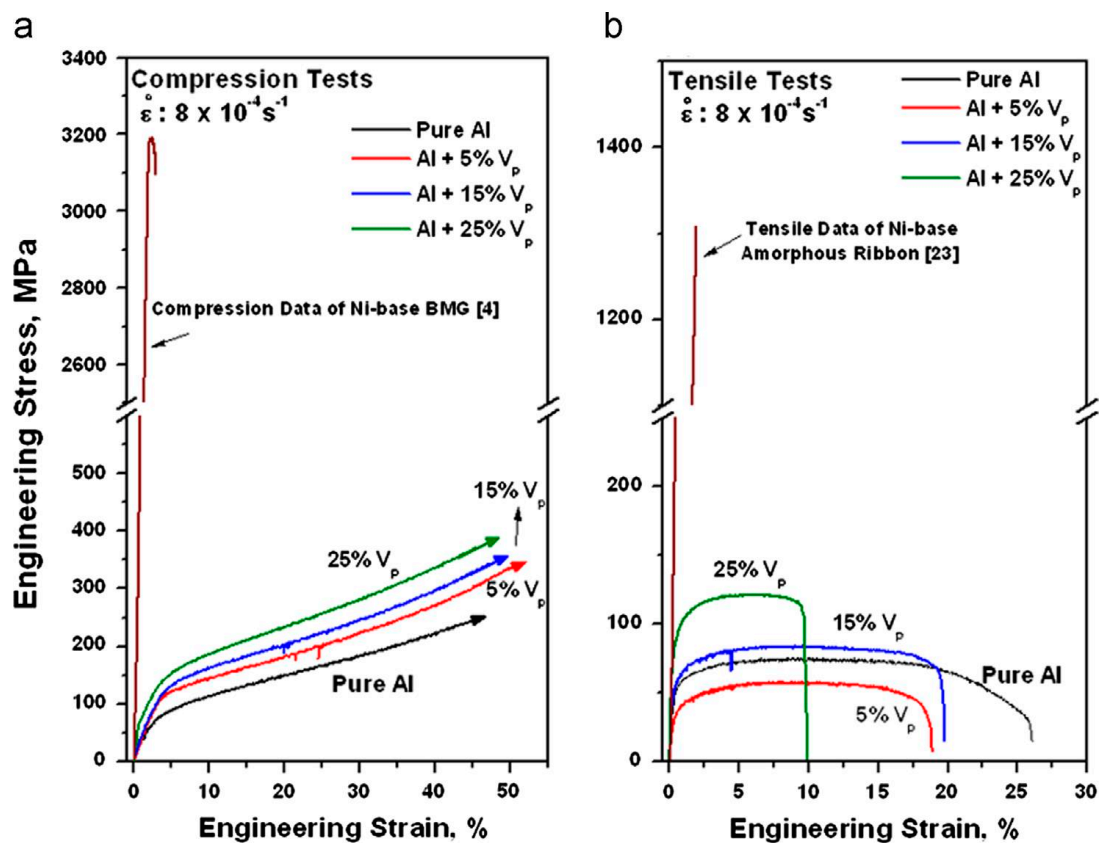 a
Compression Tests
ε̊ : 8 x 10⁻⁴s⁻¹
Pure Al
Al + 5% Vₚ
Al + 15% Vₚ
Al + 25% Vₚ
Compression Data of Ni-base BMG [4]
15% Vₚ
25% Vₚ
5% Vₚ
Pure Al
3400
3200
3000
2800
2600
500
400
300
200
100
0
0 10 20 30 40 50
Engineering Stress, MPa
Engineering Strain, %
b
Tensile Tests
ε̊ : 8 x 10⁻⁴s⁻¹
Pure Al
Al + 5% Vₚ
Al + 15% Vₚ
Al + 25% Vₚ
Tensile Data of Ni-base
Amorphous Ribbon [23]
25% Vₚ
15% Vₚ
Pure Al
5% Vₚ
1400
1200
200
100
0
0 5 10 15 20 25 30
Engineering Strain, %